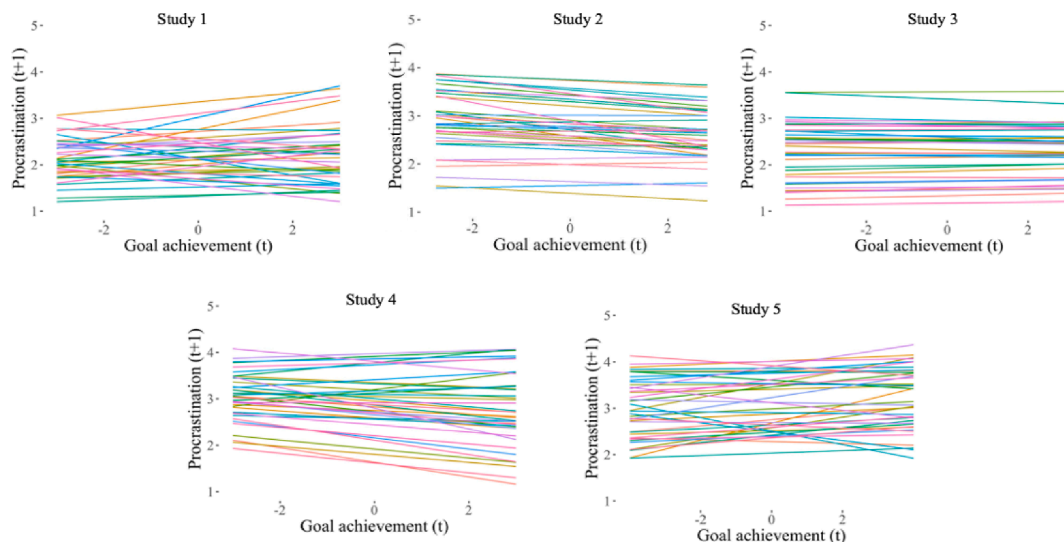 Study 1
Procrastination (t+1)
5
4
3
2
1
-2
0
2
Goal achievement (t)
Study 2
Procrastination (t+1)
5
4
3
2
1
-2
0
2
Goal achievement (t)
Study 3
Procrastination (t+1)
5
4
3
2
1
-2
0
2
Goal achievement (t)
Study 4
Procrastination (t+1)
5
4
3
2
1
-2
0
2
Goal achievement (t)
Study 5
Procrastination (t+1)
5
4
3
2
1
-2
0
2
Goal achievement (t)